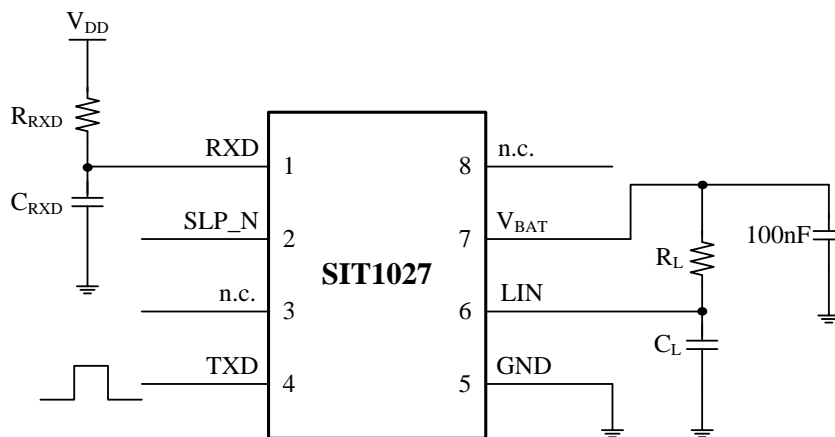 V_DD
R_RXD
C_RXD
RXD
1
SLP_N
2
n.c.
3
TXD
4
SIT1027
n.c.
8
V_BAT
7
LIN
6
GND
5
R_L
C_L
100nF